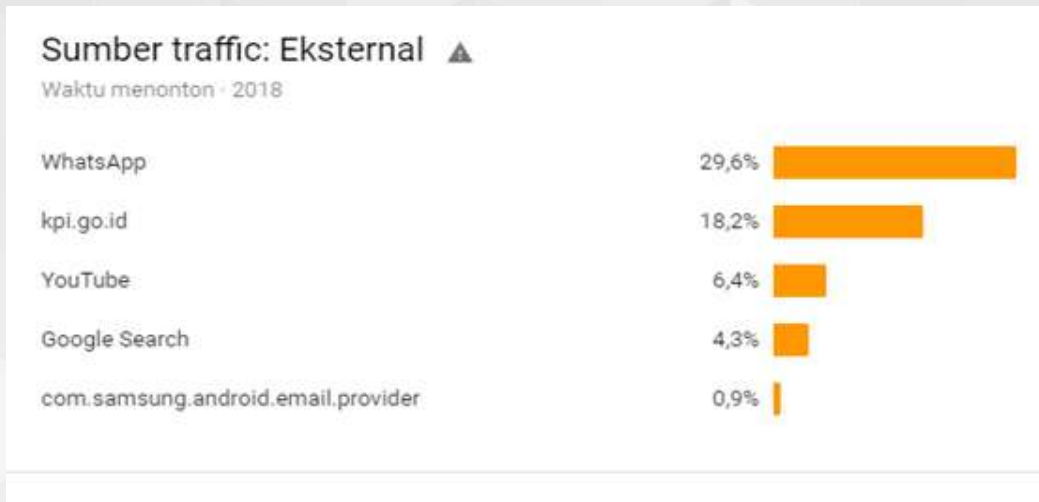 Sumber traffic: Eksternal
Waktu menonton · 2018
WhatsApp 29,6%
kpi.go.id 18,2%
YouTube 6,4%
Google Search 4,3%
com.samsung.android.email.provider 0,9%